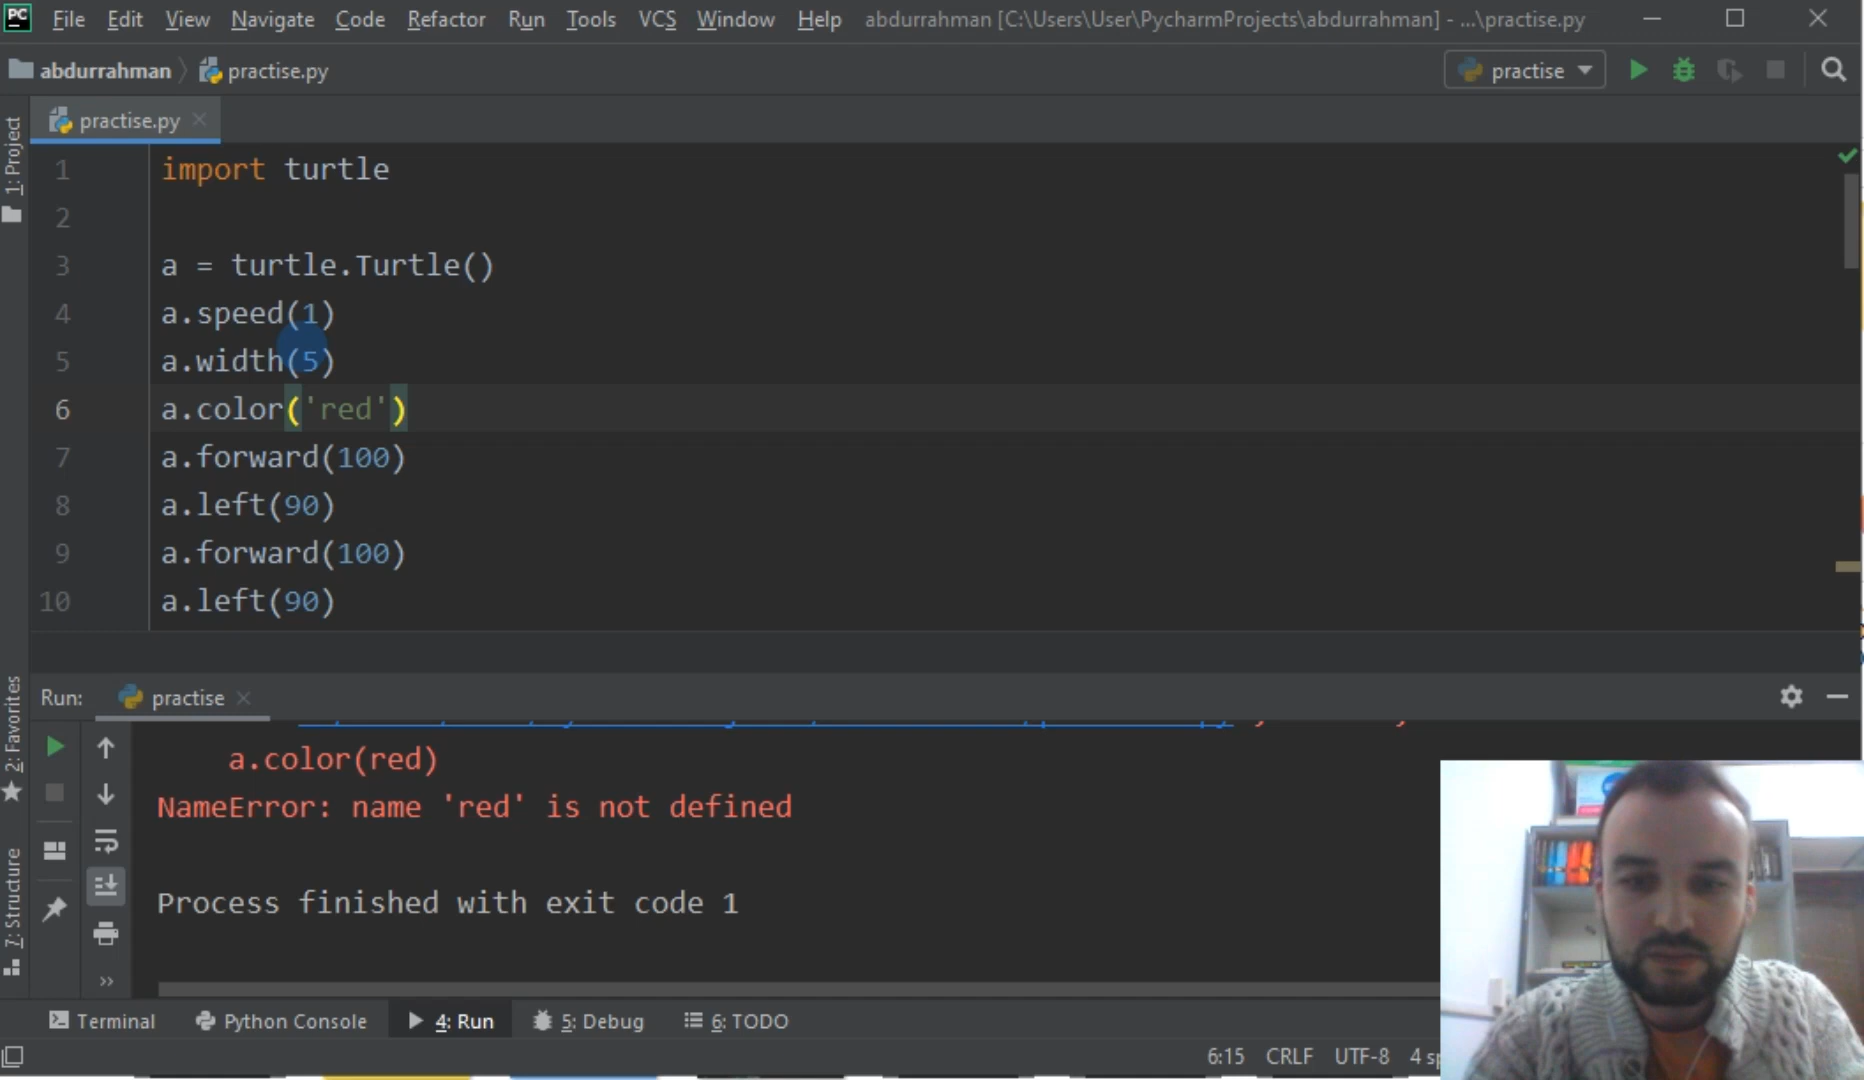 PC File Edit View Navigate Code Refactor Run Tools VCS Window Help abdurrahman [C:\Users\User\PycharmProjects\abdurrahman] - ...\practise.py
abdurrahman practise.py practise
practise.py
1: Project
1 import turtle
2
3 a = turtle.Turtle()
4 a.speed(1)
5 a.width(5)
6 a.color('red')
7 a.forward(100)
8 a.left(90)
9 a.forward(100)
10 a.left(90)
2: Favorites
7: Structure
Run: practise
a.color(red)
NameError: name 'red' is not defined
Process finished with exit code 1
Terminal Python Console 4: Run 5: Debug 6: TODO
6:15 CRLF UTF-8 4 sp